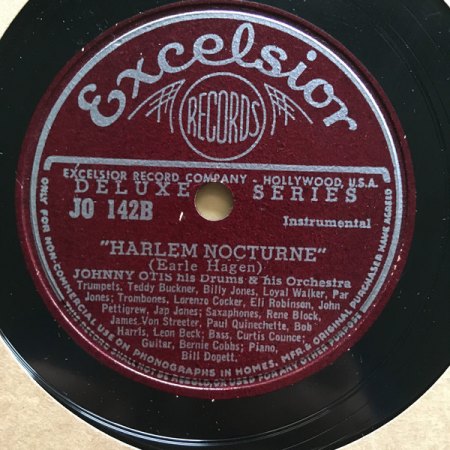 Excelsior
RECORDS
EXCELSIOR RECORD COMPANY - HOLLYWOOD, U.S.A.
DELUXE SERIES
JO 142B
Instrumental
"HARLEM NOCTURNE"
(Earle Hagen)
JOHNNY OTIS his Drums & his Orchestra
Trumpets, Teddy Buckner, Billy Jones, Loyal Walker, Par
Jones; Trombones, Lorenzo Cocker, Eli Robinson, John
Pettigrew, Jap Jones; Saxaphones, Rene Block,
James Von Streeter, Paul Quinechette, Bob
Harris, Leon Beck; Bass, Curtis Counce;
Guitar, Bernie Cobbs; Piano,
Bill Dopett.
ONLY FOR NON-COMMERCIAL USE ON PHONOGRAPHS IN HOMES. MFR. & ORIGINAL PURCHASER HAVE AGREED
THIS RECORD SHALL NOT BE RESOLD, OR USED FOR ANY OTHER PURPOSE